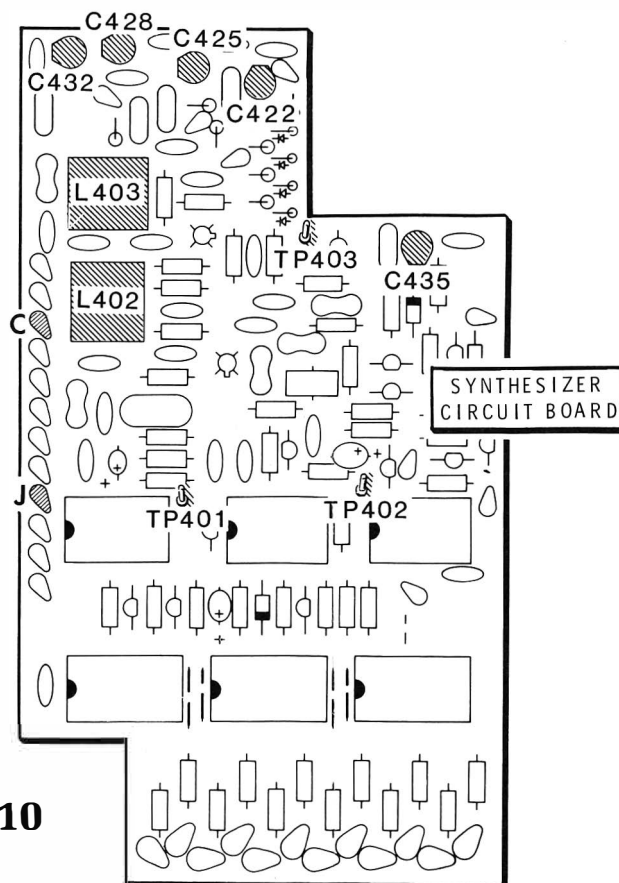 C428
C425
C432
C422
L403
TP403
L402
C435
C
SYNTHESIZER
CIRCUIT BOARD
J
TP401
TP402
10